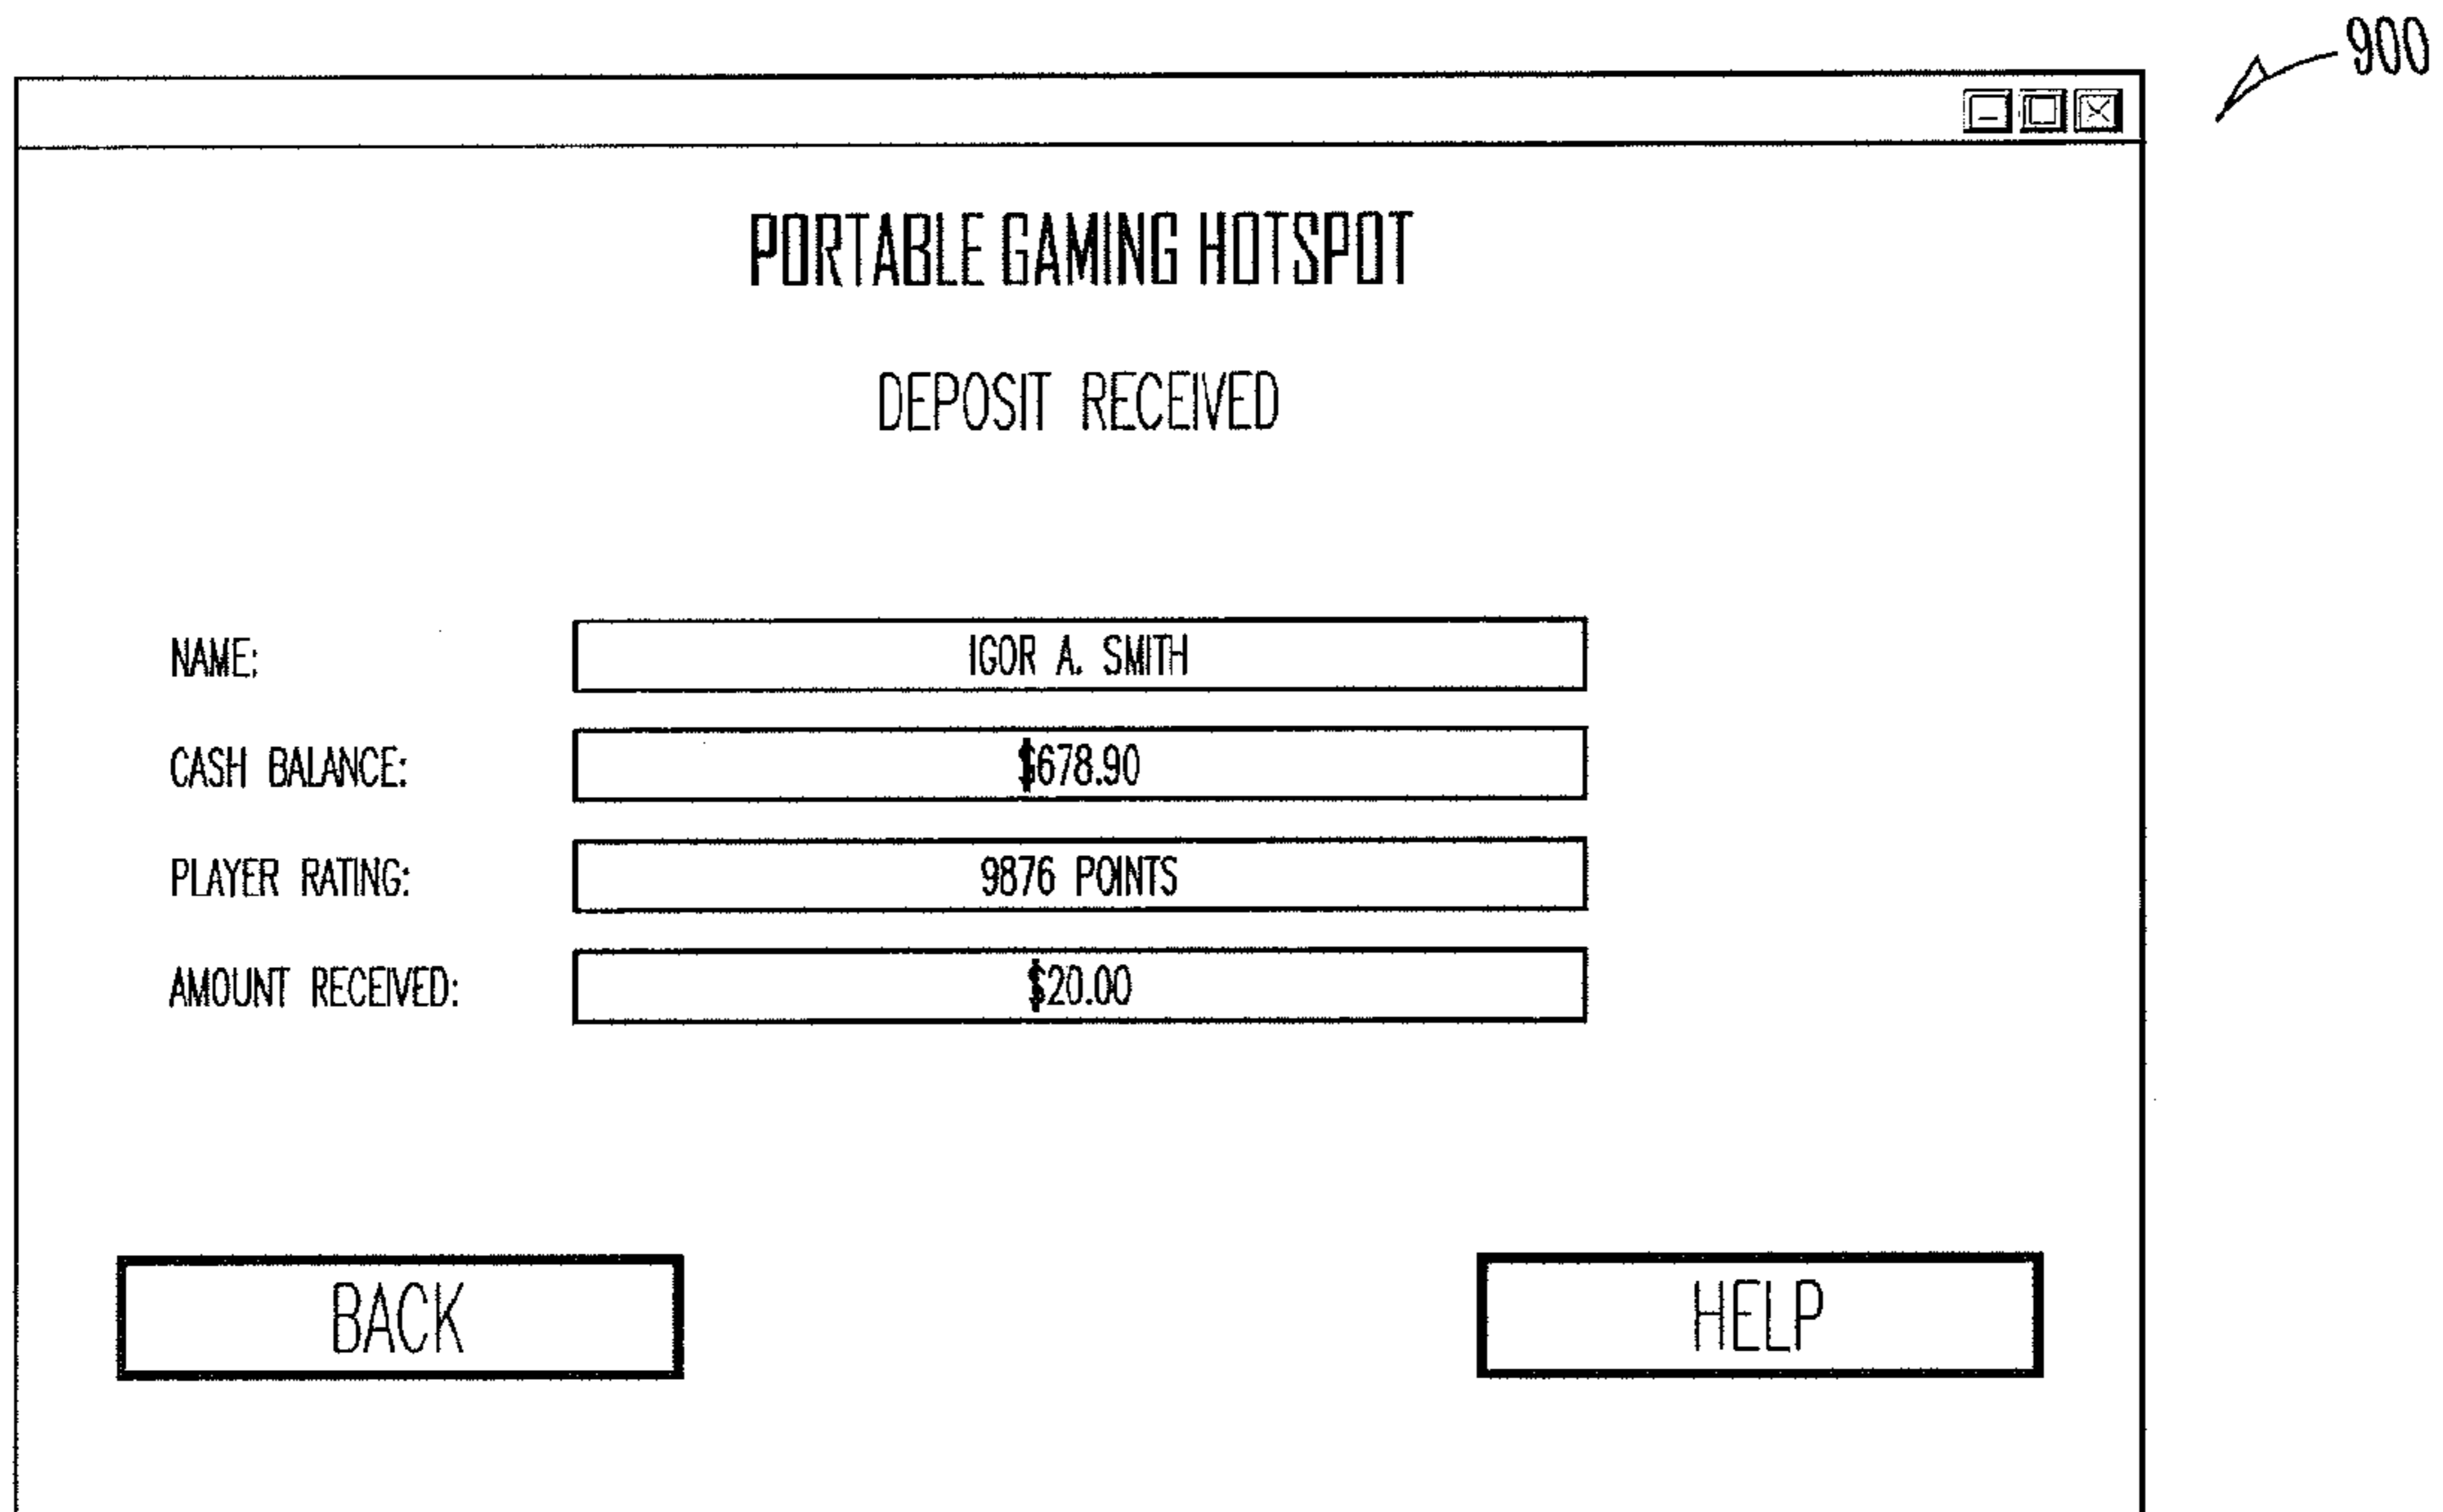 900
PORTABLE GAMING HOTSPOT
DEPOSIT RECEIVED
NAME: IGOR A. SMITH
CASH BALANCE: $678.90
PLAYER RATING: 9876 POINTS
AMOUNT RECEIVED: $20.00
BACK HELP